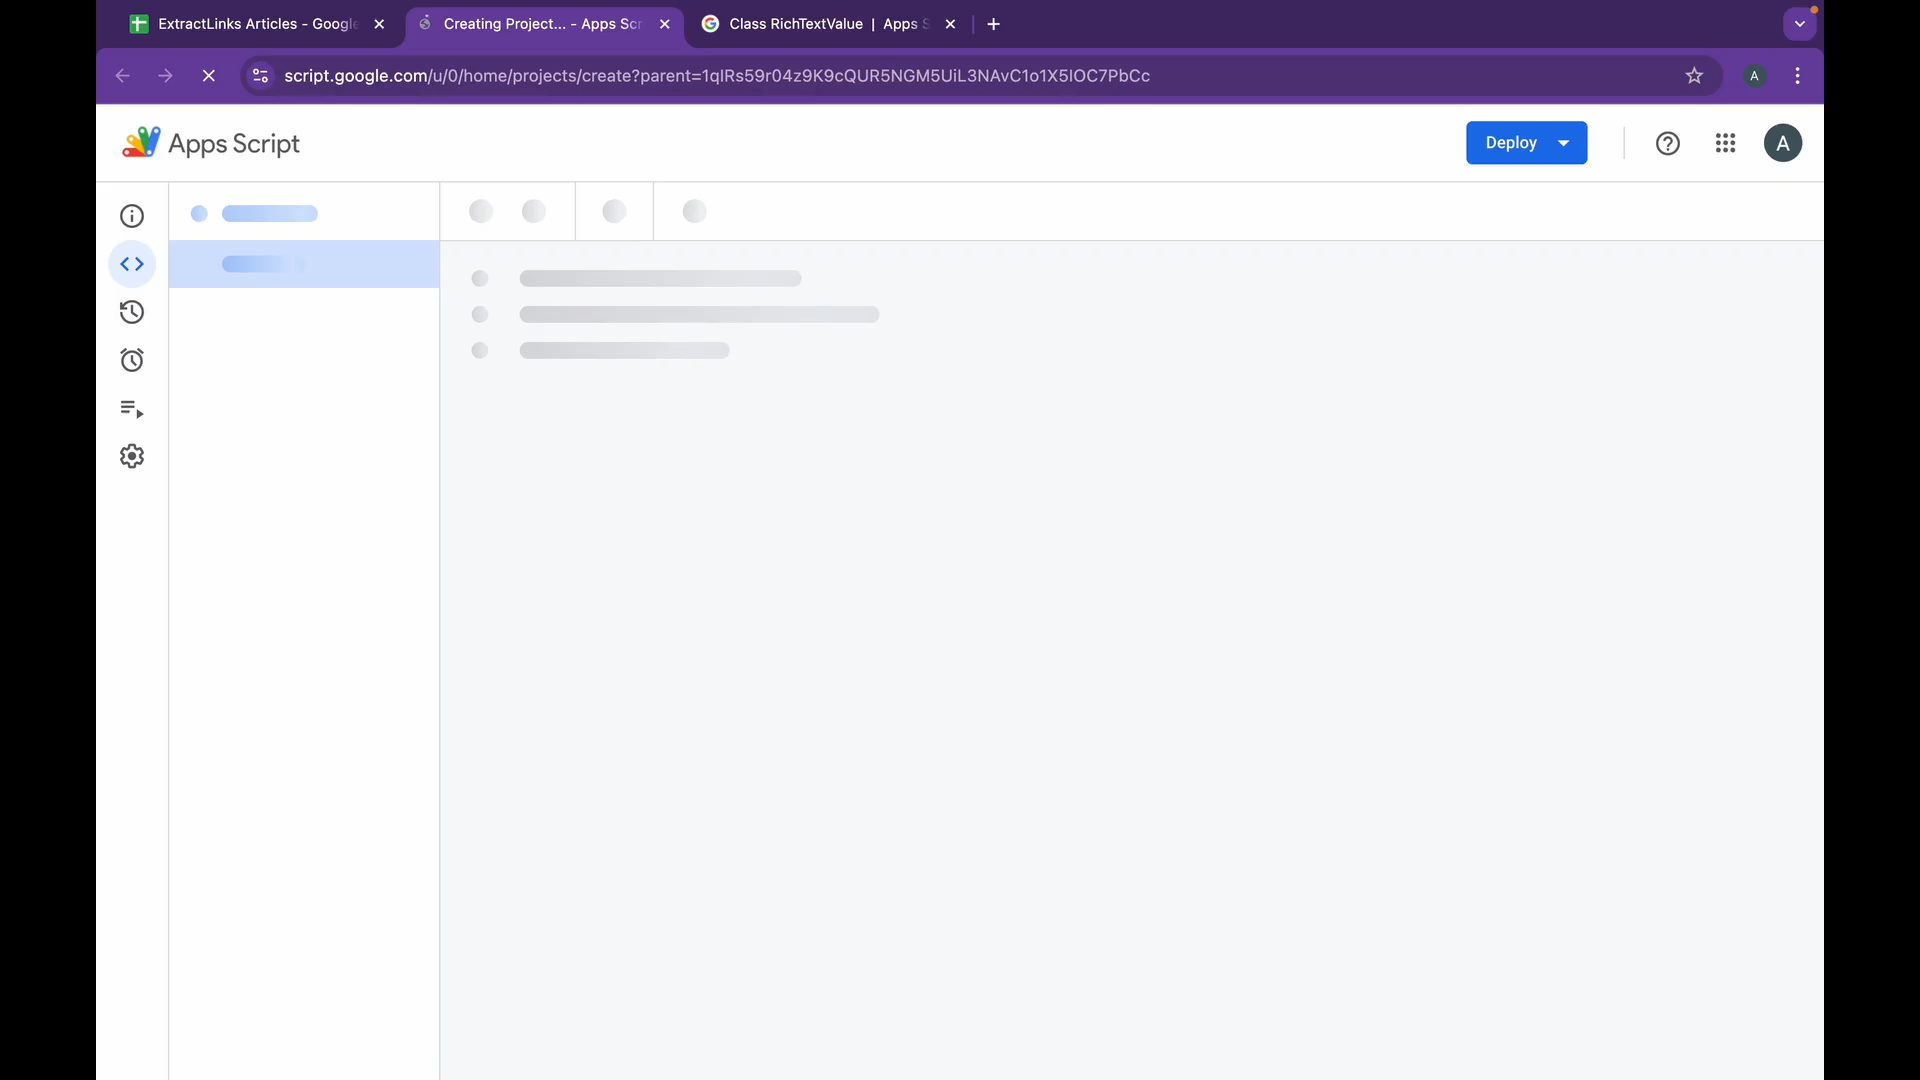 ExtractLinks Articles - Google
Creating Project... - Apps Scr
Class RichTextValue | Apps S
script.google.com/u/0/home/projects/create?parent=1qlRs59r04z9K9cQUR5NGM5UiL3NAvC1o1X5lOC7PbCc
A
Apps Script
Deploy
A